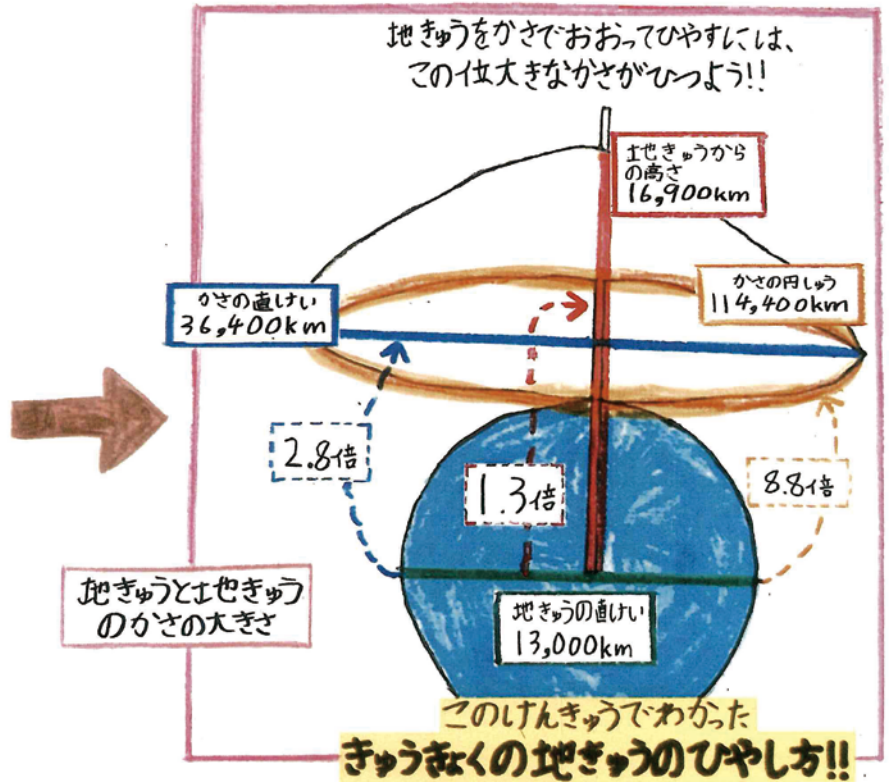 地きゅうをかさでおおってひやすには、
この位大きなかさがひつよう!!
地きゅうから
の高さ
16,900km
かさの直けい
36,400km
かさの円しゅう
114,400km
2.8倍
1.3倍
8.8倍
地きゅうと地きゅう
のかさの大きさ
地きゅうの直けい
13,000km
このけんきゅうでわかった
きゅうきょくの地きゅうのひやし方!!